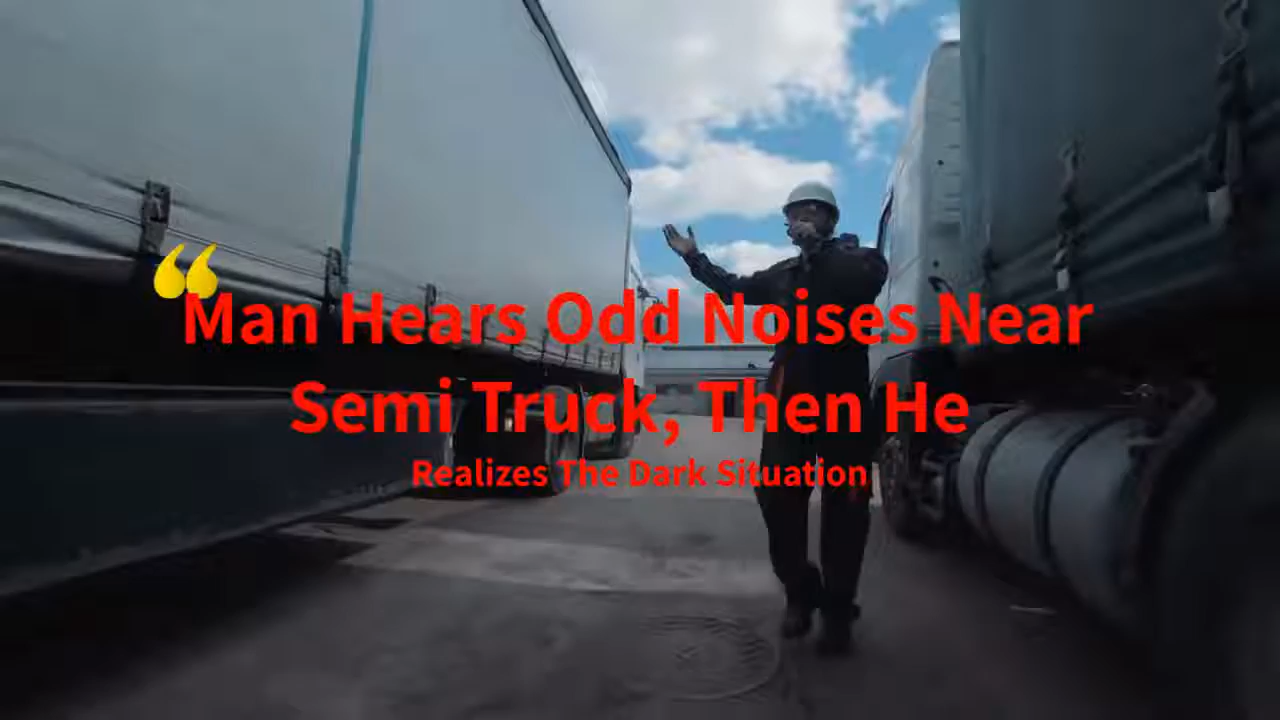 “Man Hears Odd Noises Near
Semi Truck, Then He
Realizes The Dark Situation